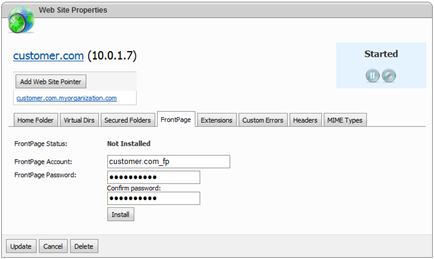 Web Site Properties
customer.com (10.0.1.7)
Started
Add Web Site Pointer
customer.com.myorganization.com
Home Folder Virtual Dirs Secured Folders FrontPage Extensions Custom Errors Headers MIME Types
FrontPage Status: Not Installed
FrontPage Account: customer.com_fp
FrontPage Password: ••••••••••
Confirm password:
••••••••••
Install
Update Cancel Delete